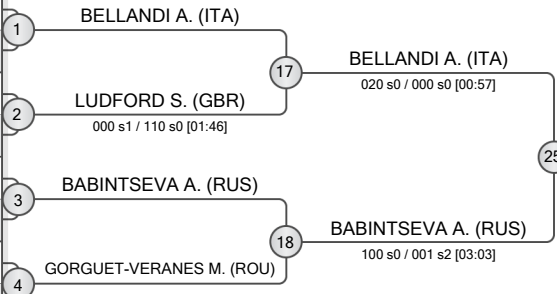 BELLANDI A. (ITA)
1
17
BELLANDI A. (ITA)
020 s0 / 000 s0 [00:57]
LUDFORD S. (GBR)
2
000 s1 / 110 s0 [01:46]
25
BABINTSEVA A. (RUS)
3
18
BABINTSEVA A. (RUS)
100 s0 / 001 s2 [03:03]
GORGUET-VERANES M. (ROU)
4